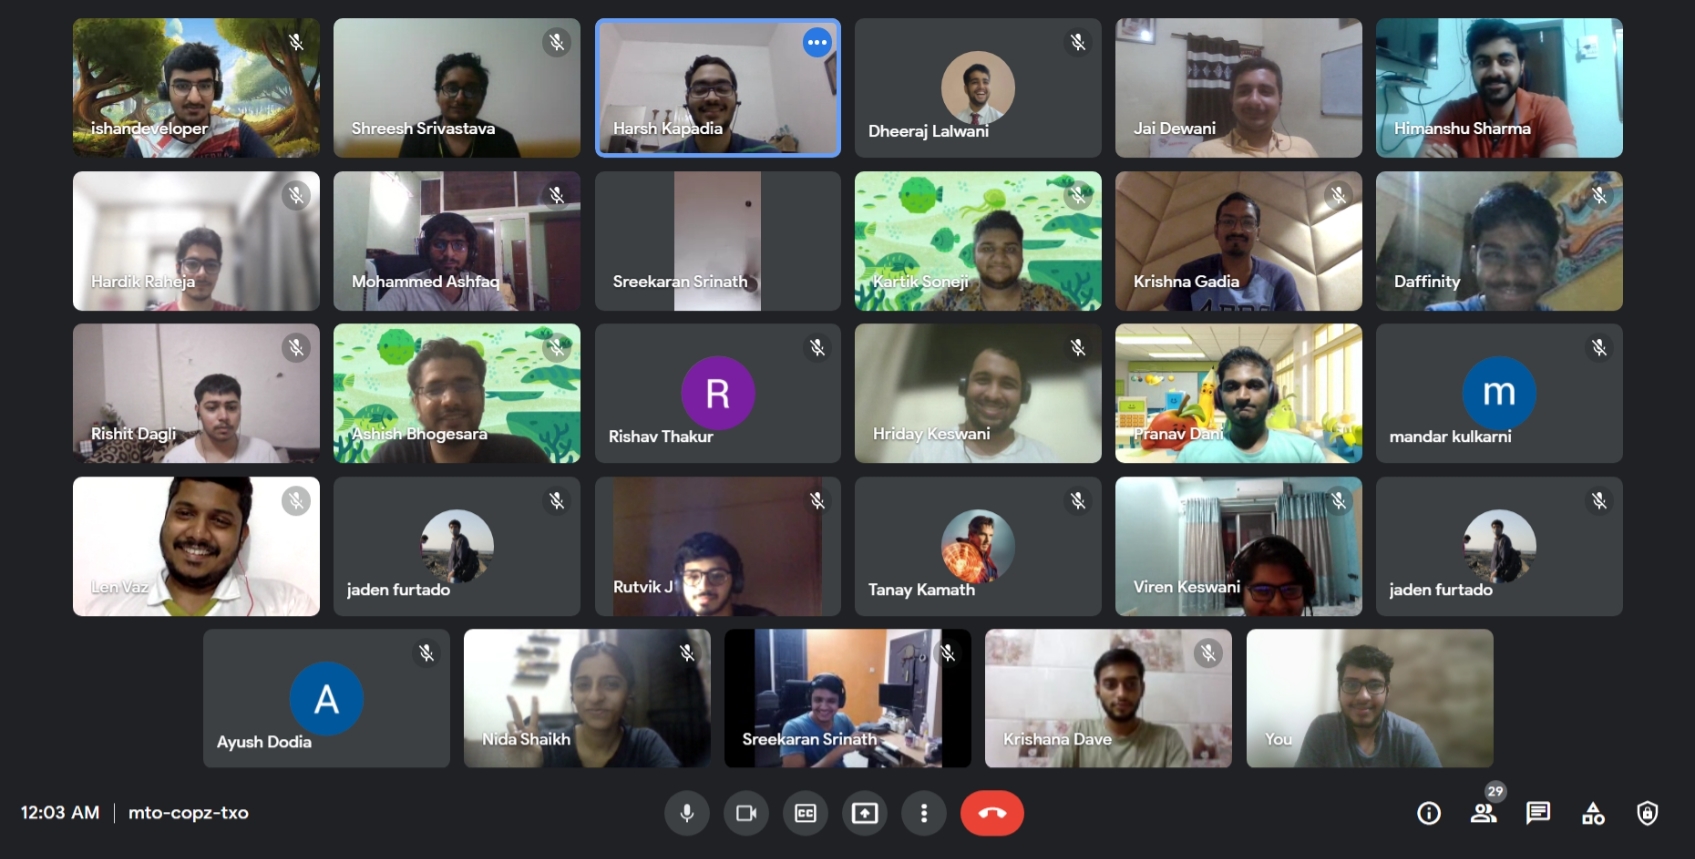 ishandeveloper
Shreesh Srivastava
Harsh Kapadia
Dheeraj Lalwani
Jai Dewani
Himanshu Sharma
Hardik Raheja
Mohammed Ashfaq
Sreekaran Srinath
Kartik Soneji
Krishna Gadia
Daffinity
Rishit Dagli
Ashish Bhogesara
R
Rishav Thakur
Hriday Keswani
Pranav Dani
m
mandar kulkarni
Len Vaz
jaden furtado
Rutvik J
Tanay Kamath
Viren Keswani
jaden furtado
A
Ayush Dodia
Nida Shaikh
Sreekaran Srinath
Krishana Dave
You
12:03 AM | mto-copz-txo
CC
29